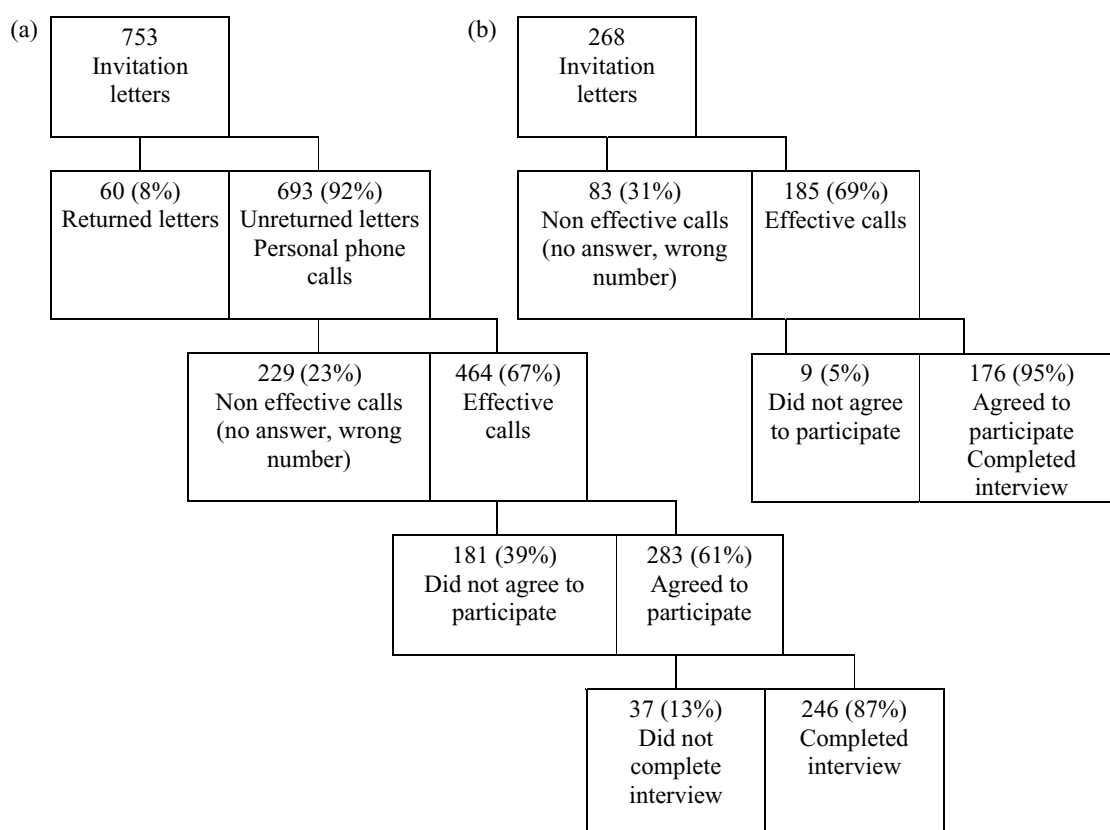 (a)
753
Invitation
letters
60 (8%)
Returned letters
693 (92%)
Unreturned letters
Personal phone
calls
229 (23%)
Non effective calls
(no answer, wrong
number)
464 (67%)
Effective
calls
181 (39%)
Did not agree to
participate
283 (61%)
Agreed to
participate
37 (13%)
Did not
complete
interview
246 (87%)
Completed
interview
(b)
268
Invitation
letters
83 (31%)
Non effective calls
(no answer, wrong
number)
185 (69%)
Effective calls
9 (5%)
Did not agree
to participate
176 (95%)
Agreed to
participate
Completed
interview